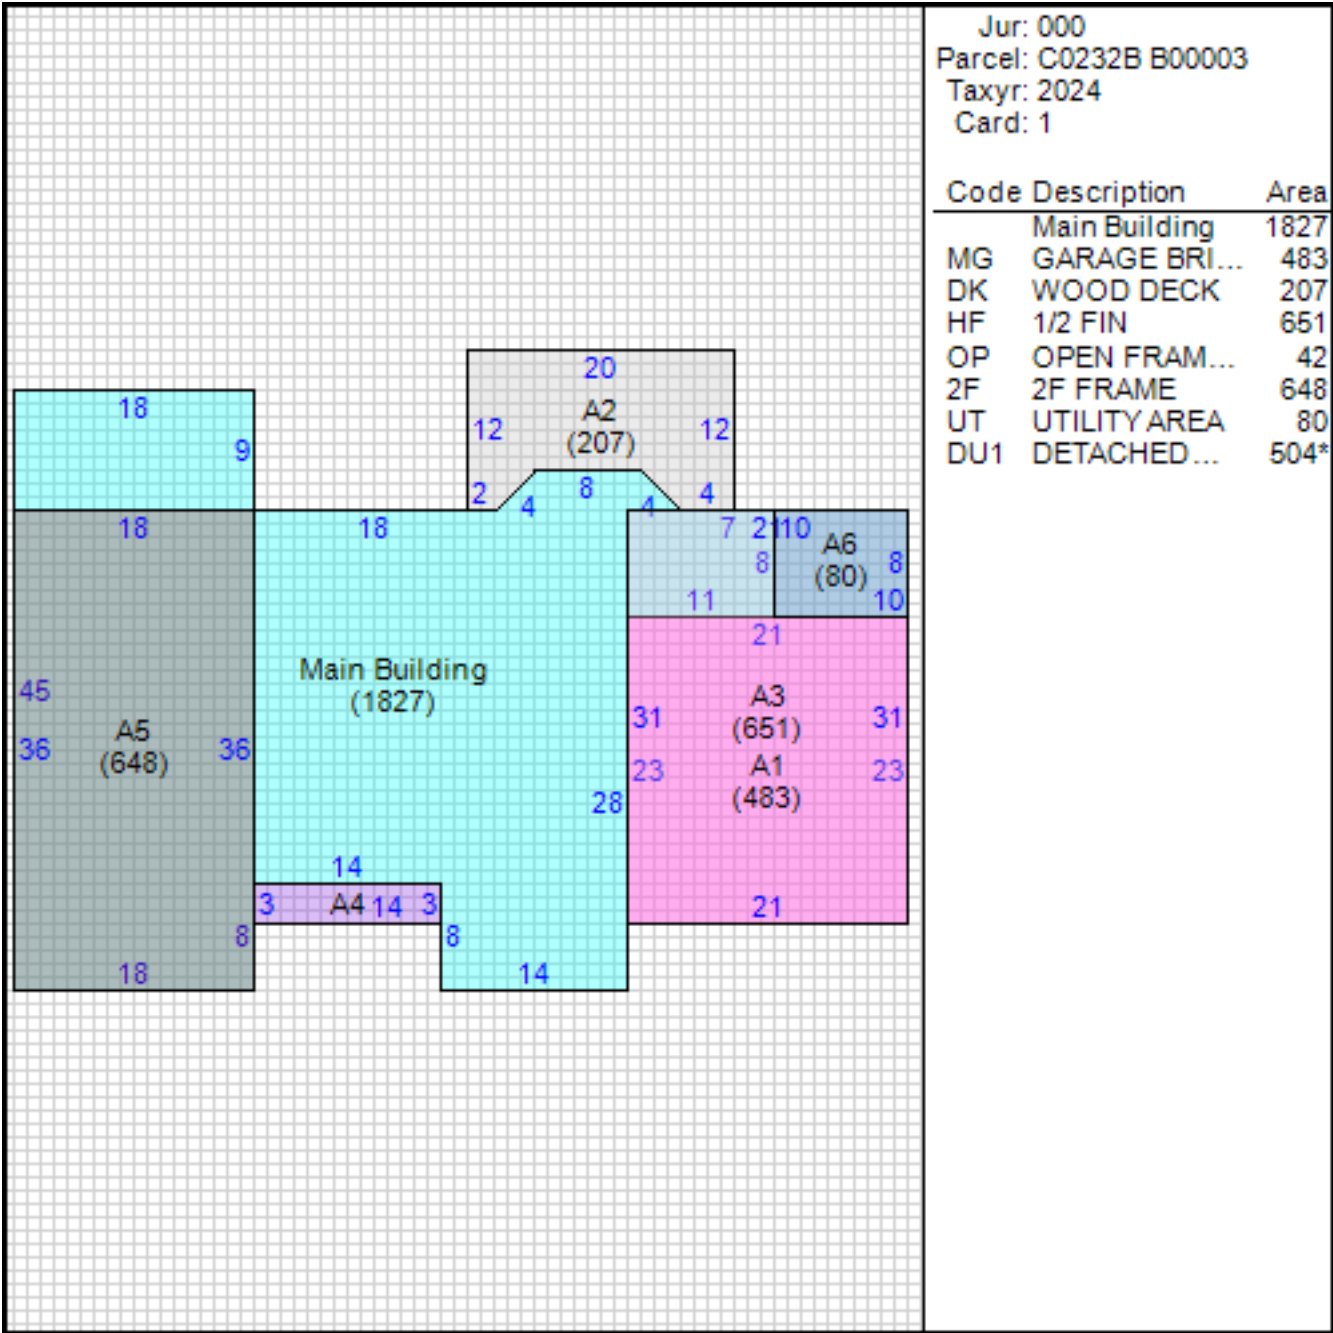 Jur: 000
Parcel: C0232B B00003
Taxyr: 2024
Card: 1
Code Description Area
Main Building 1827
MG GARAGE BRI... 483
DK WOOD DECK 207
HF 1/2 FIN 651
OP OPEN FRAM... 42
2F 2F FRAME 648
UT UTILITY AREA 80
DU1 DETACHED... 504*
20
A2
(207)
12 12
18
9
2 4 8 4 4
18 18 7 21 10
A6
(80)
8 8
11 10
21
Main Building
(1827)
45
36 36
A5
(648)
A3
(651)
31 31
A1
(483)
23 23
28
14
3 A4 14 3
21
8 8
18 14